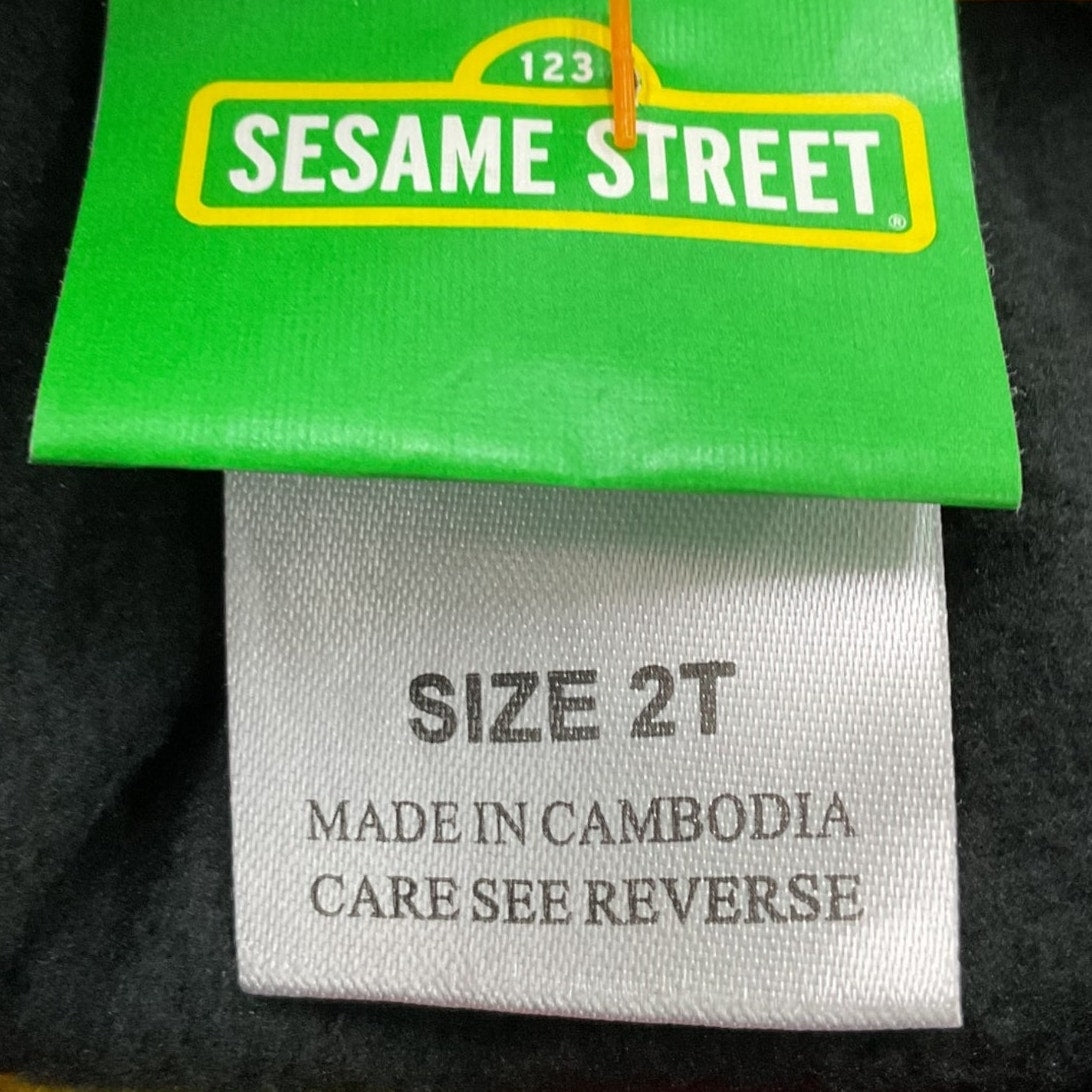 123
SESAME STREET®
SIZE 2T
MADE IN CAMBODIA
CARE SEE REVERSE